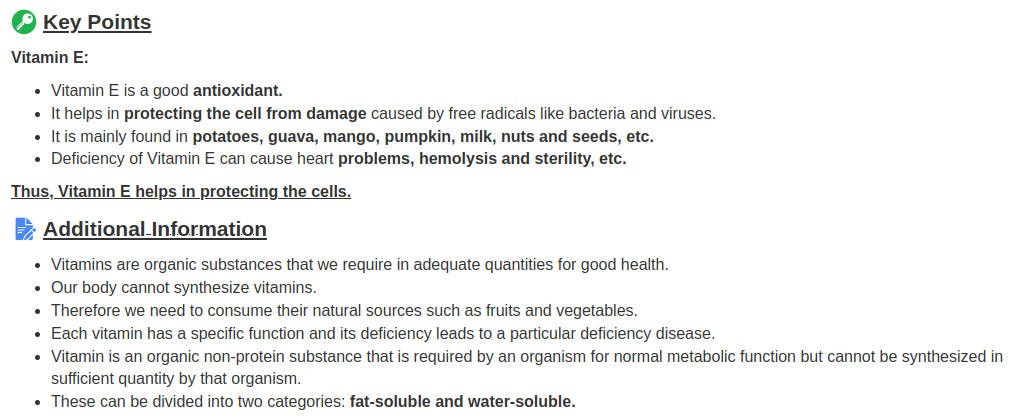 Key Points
Vitamin E:
Vitamin E is a good antioxidant.
It helps in protecting the cell from damage caused by free radicals like bacteria and viruses.
It is mainly found in potatoes, guava, mango, pumpkin, milk, nuts and seeds, etc.
Deficiency of Vitamin E can cause heart problems, hemolysis and sterility, etc.
Thus, Vitamin E helps in protecting the cells.
Additional Information
Vitamins are organic substances that we require in adequate quantities for good health.
Our body cannot synthesize vitamins.
Therefore we need to consume their natural sources such as fruits and vegetables.
Each vitamin has a specific function and its deficiency leads to a particular deficiency disease.
Vitamin is an organic non-protein substance that is required by an organism for normal metabolic function but cannot be synthesized in
sufficient quantity by that organism.
These can be divided into two categories: fat-soluble and water-soluble.